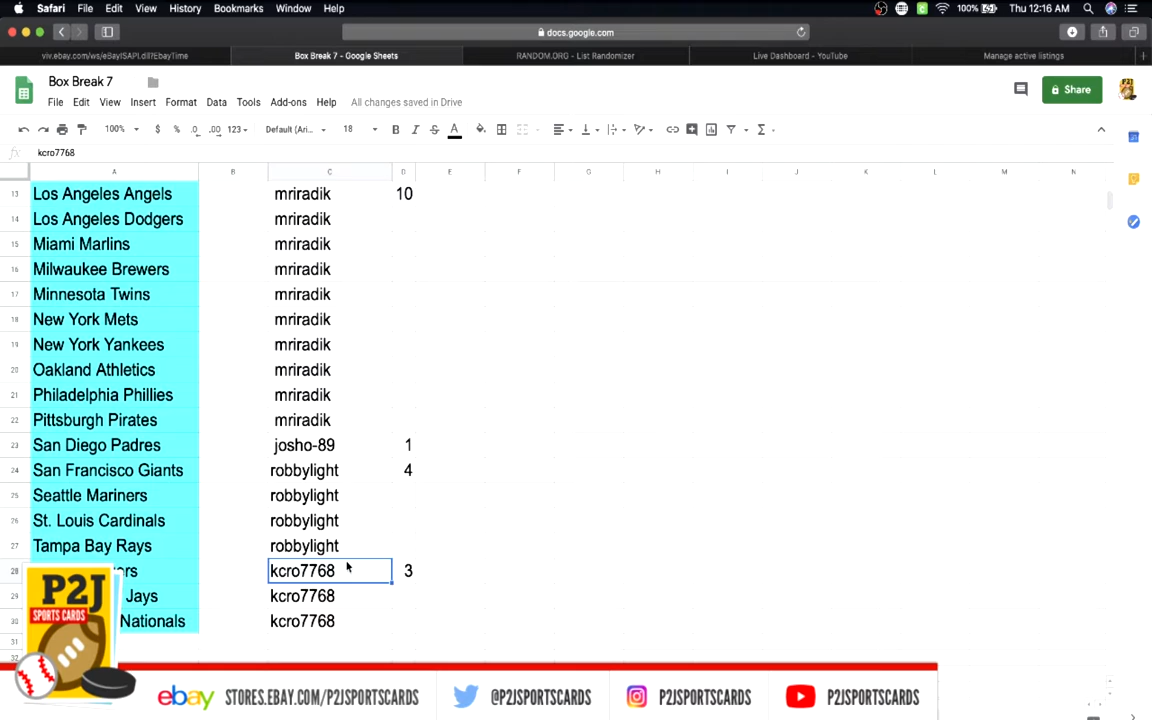 Safari File Edit View History Bookmarks Window Help 100% Thu 12:16 AM
docs.google.com
viv.ebay.com/ws/eBayISAPI.dll?EbayTime Box Break 7 - Google Sheets RANDOM.ORG - List Randomizer Live Dashboard - YouTube Manage active listings
Box Break 7
File Edit View Insert Format Data Tools Add-ons Help All changes saved in Drive Share
100% $ % .0 .00 123 Default (Ari... 18 B I S A
fx kcro7768
A B C D E F G H I J K L M N
13 Los Angeles Angels mriradik 10
14 Los Angeles Dodgers mriradik
15 Miami Marlins mriradik
16 Milwaukee Brewers mriradik
17 Minnesota Twins mriradik
18 New York Mets mriradik
19 New York Yankees mriradik
20 Oakland Athletics mriradik
21 Philadelphia Phillies mriradik
22 Pittsburgh Pirates mriradik
23 San Diego Padres josho-89 1
24 San Francisco Giants robbylight 4
25 Seattle Mariners robbylight
26 St. Louis Cardinals robbylight
27 Tampa Bay Rays robbylight
28 ers kcro7768 3
29 Jays kcro7768
30 Nationals kcro7768
31
32
P2J
SPORTS CARDS
ebay STORES.EBAY.COM/P2JSPORTSCARDS @P2JSPORTSCARDS P2JSPORTSCARDS P2JSPORTSCARDS